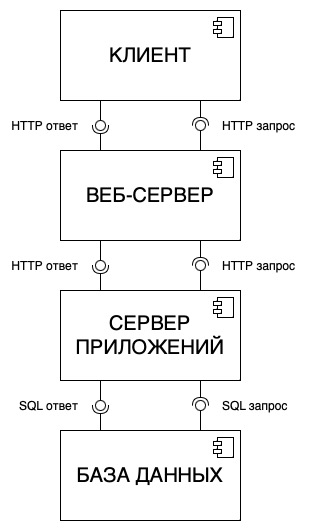 КЛИЕНТ
HTTP ответ
HTTP запрос
ВЕБ-СЕРВЕР
HTTP ответ
HTTP запрос
СЕРВЕР
ПРИЛОЖЕНИЙ
SQL ответ
SQL запрос
БАЗА ДАННЫХ